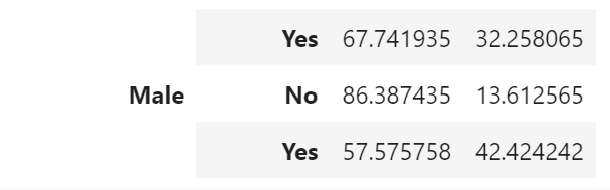 Yes 67.741935 32.258065
Male No 86.387435 13.612565
Yes 57.575758 42.424242